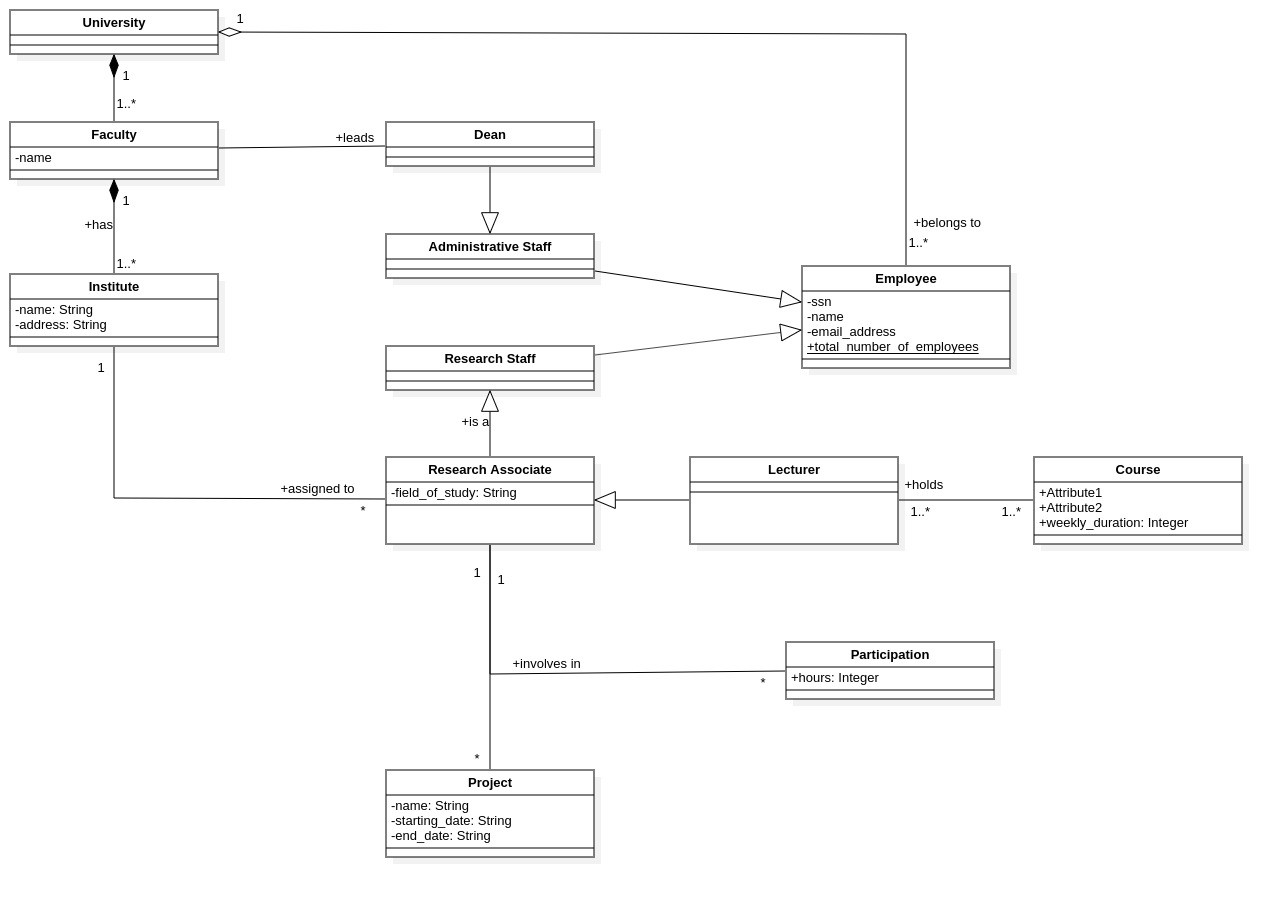 University
1
1
1..*
Faculty
-name
+leads
Dean
1
+has
1..*
Administrative Staff
+belongs to
1..*
Institute
-name: String
-address: String
Employee
-ssn
-name
-email_address
+total_number_of_employees
1
Research Staff
+is a
Research Associate
-field_of_study: String
+assigned to
*
Lecturer
+holds
1..*
1..*
Course
+Attribute1
+Attribute2
+weekly_duration: Integer
1
1
+involves in
*
Participation
+hours: Integer
*
Project
-name: String
-starting_date: String
-end_date: String